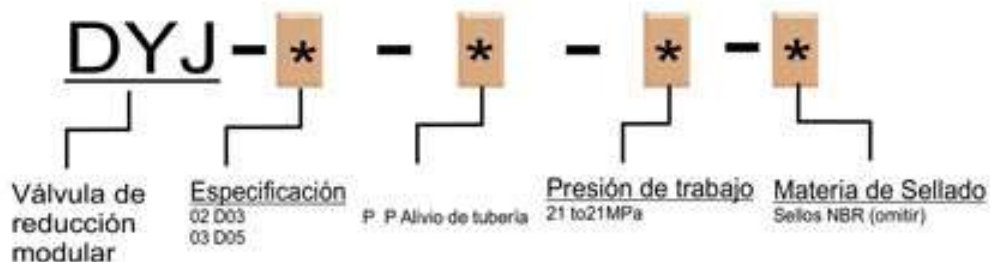 DYJ - * - * - * - *
Válvula de
reducción
modular
Especificación
02 D03
03 D05
P P Alivio de tubería
Presión de trabajo
21 to21MPa
Materia de Sellado
Sellos NBR (omitir)